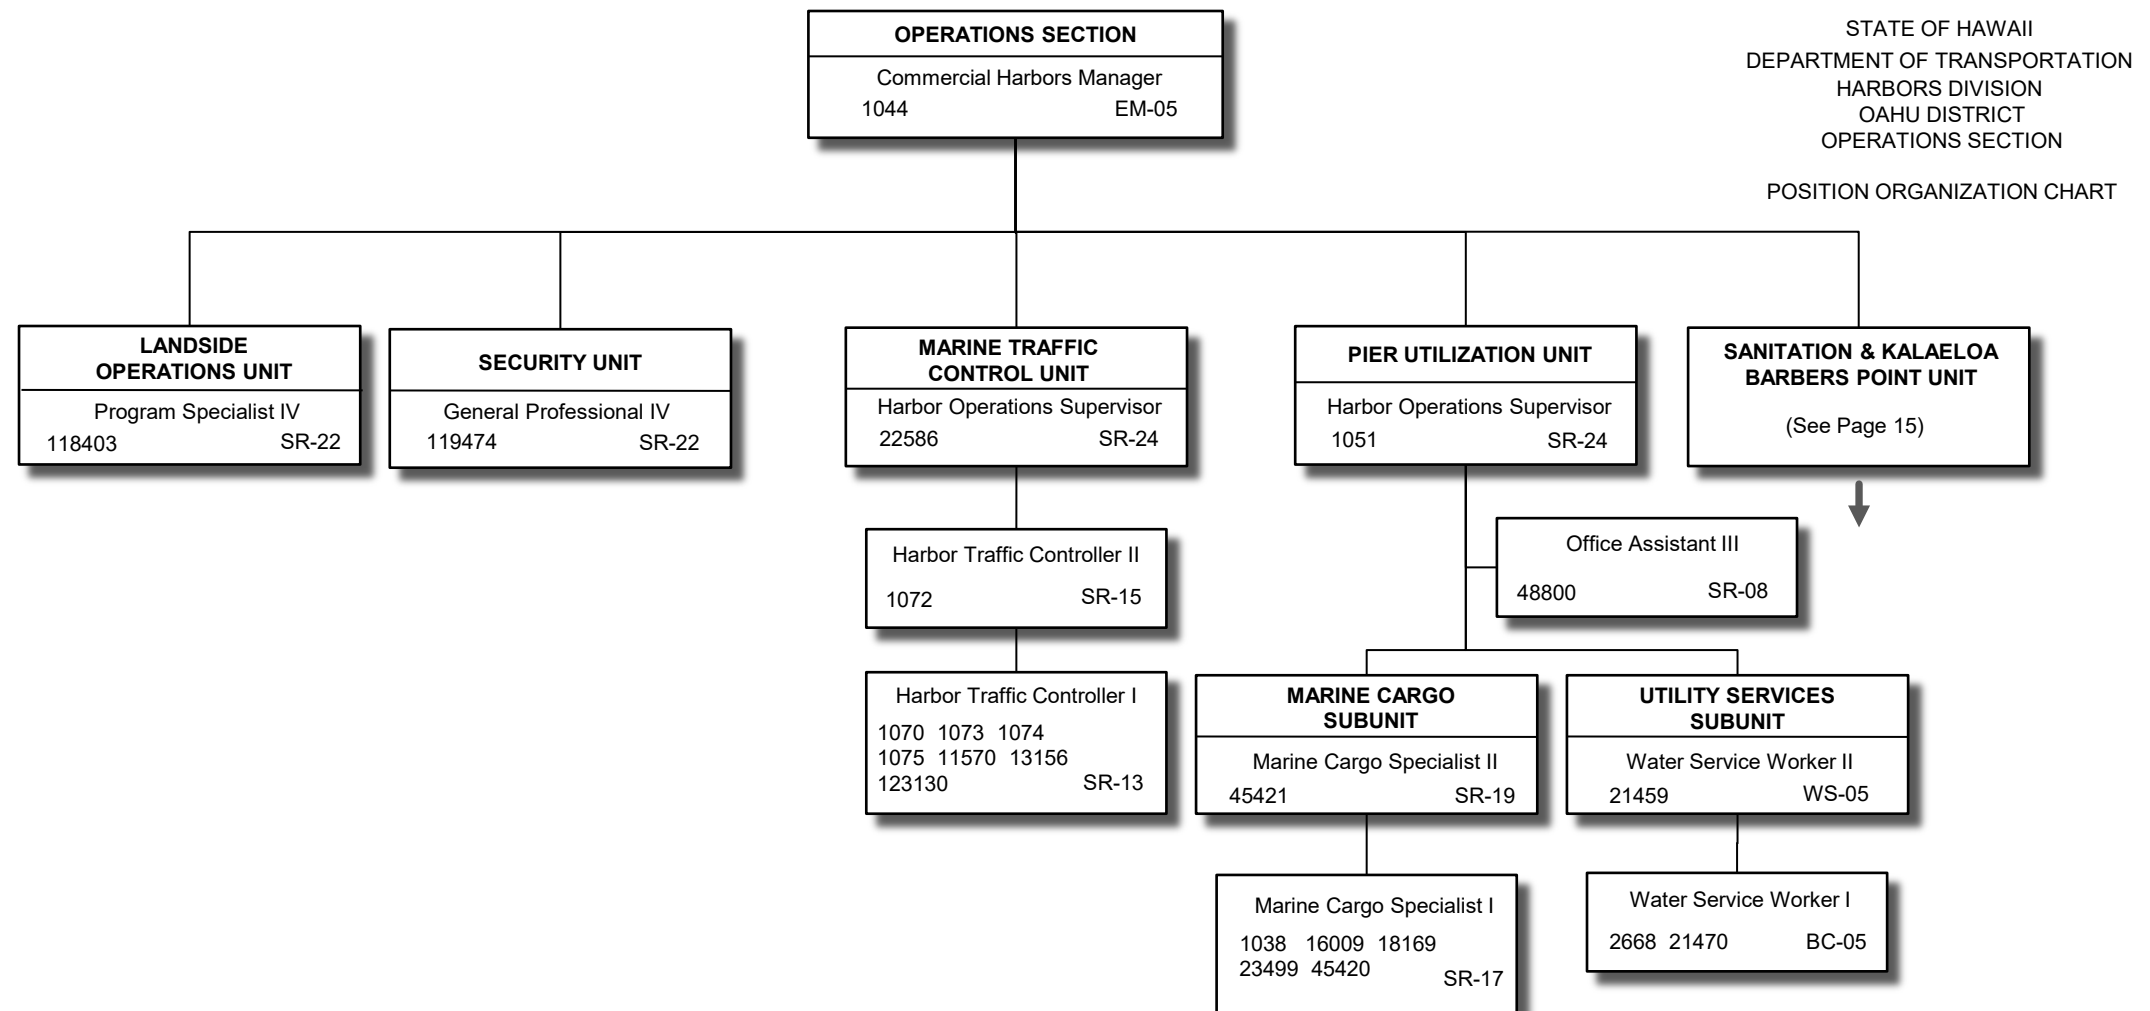 OPERATIONS SECTION
Commercial Harbors Manager
1044 EM-05
STATE OF HAWAII
DEPARTMENT OF TRANSPORTATION
HARBORS DIVISION
OAHU DISTRICT
OPERATIONS SECTION
POSITION ORGANIZATION CHART
LANDSIDE
OPERATIONS UNIT
Program Specialist IV
118403 SR-22
SECURITY UNIT
General Professional IV
119474 SR-22
MARINE TRAFFIC
CONTROL UNIT
Harbor Operations Supervisor
22586 SR-24
PIER UTILIZATION UNIT
Harbor Operations Supervisor
1051 SR-24
SANITATION & KALAELOA
BARBERS POINT UNIT
(See Page 15)
Harbor Traffic Controller II
1072 SR-15
Harbor Traffic Controller I
1070 1073 1074
1075 11570 13156
123130 SR-13
Office Assistant III
48800 SR-08
MARINE CARGO
SUBUNIT
Marine Cargo Specialist II
45421 SR-19
UTILITY SERVICES
SUBUNIT
Water Service Worker II
21459 WS-05
Marine Cargo Specialist I
1038 16009 18169
23499 45420 SR-17
Water Service Worker I
2668 21470 BC-05